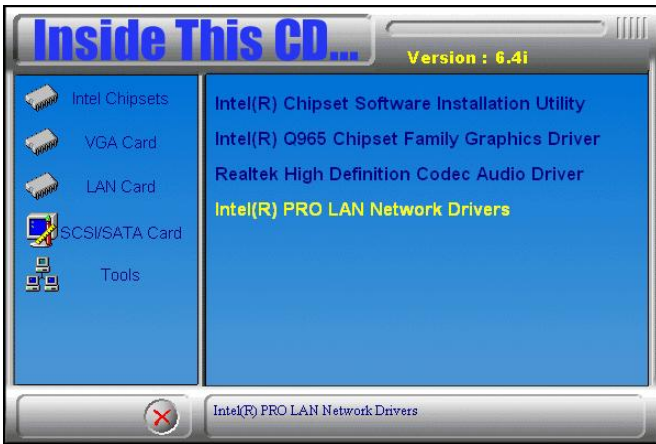 Inside This CD...
Version : 6.4i
Intel Chipsets
VGA Card
LAN Card
SCSI/SATA Card
Tools
Intel(R) Chipset Software Installation Utility
Intel(R) Q965 Chipset Family Graphics Driver
Realtek High Definition Codec Audio Driver
Intel(R) PRO LAN Network Drivers
Intel(R) PRO LAN Network Drivers